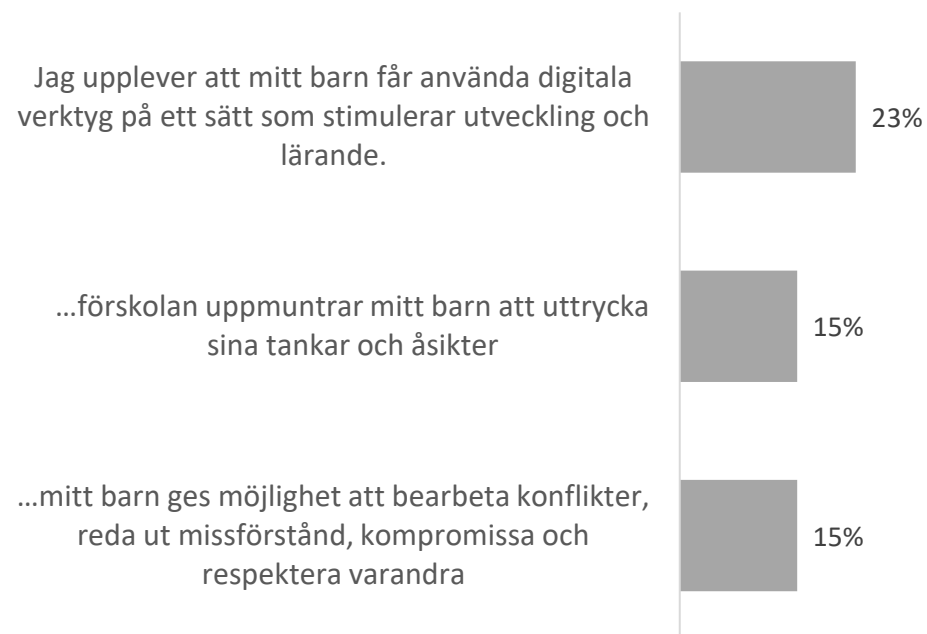 Jag upplever att mitt barn får använda digitala
verktyg på ett sätt som stimulerar utveckling och
lärande.
23%
...förskolan uppmuntrar mitt barn att uttrycka
sina tankar och åsikter
15%
...mitt barn ges möjlighet att bearbeta konflikter,
reda ut missförstånd, kompromissa och
respektera varandra
15%